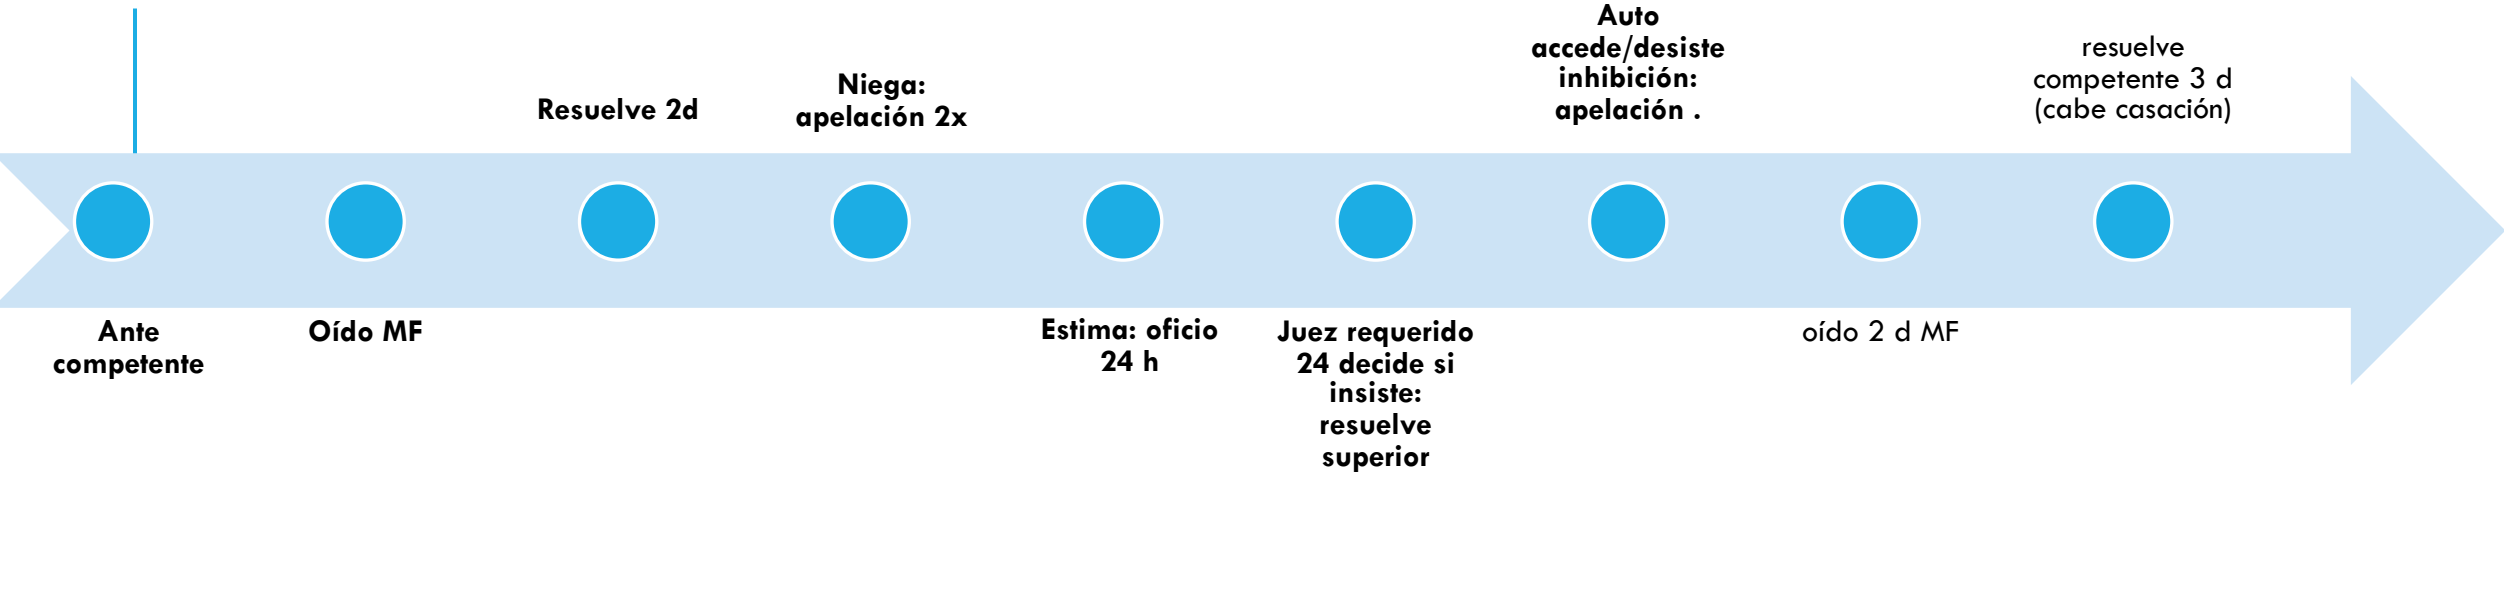 Ante
competente
Oído MF
Resuelve 2d
Niega:
apelación 2x
Estima: oficio
24 h
Juez requerido
24 decide si
insiste:
resuelve
superior
Auto
accede/desiste
inhibición:
apelación .
oído 2 d MF
resuelve
competente 3 d
(cabe casación)